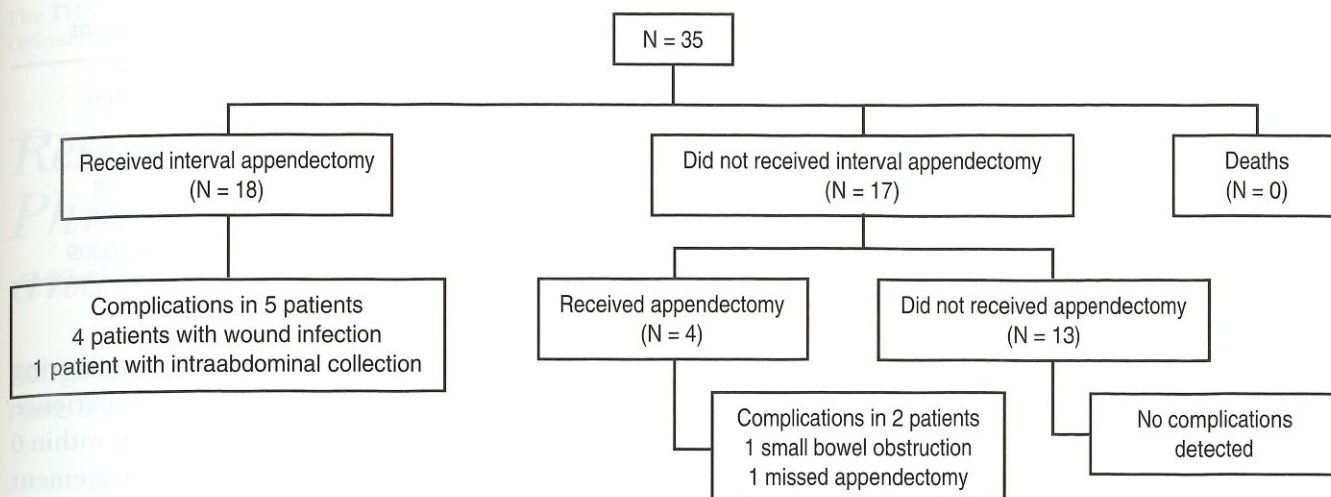 N = 35
Received interval appendectomy
(N = 18)
Did not received interval appendectomy
(N = 17)
Deaths
(N = 0)
Complications in 5 patients
4 patients with wound infection
1 patient with intraabdominal collection
Received appendectomy
(N = 4)
Did not received appendectomy
(N = 13)
Complications in 2 patients
1 small bowel obstruction
1 missed appendectomy
No complications
detected